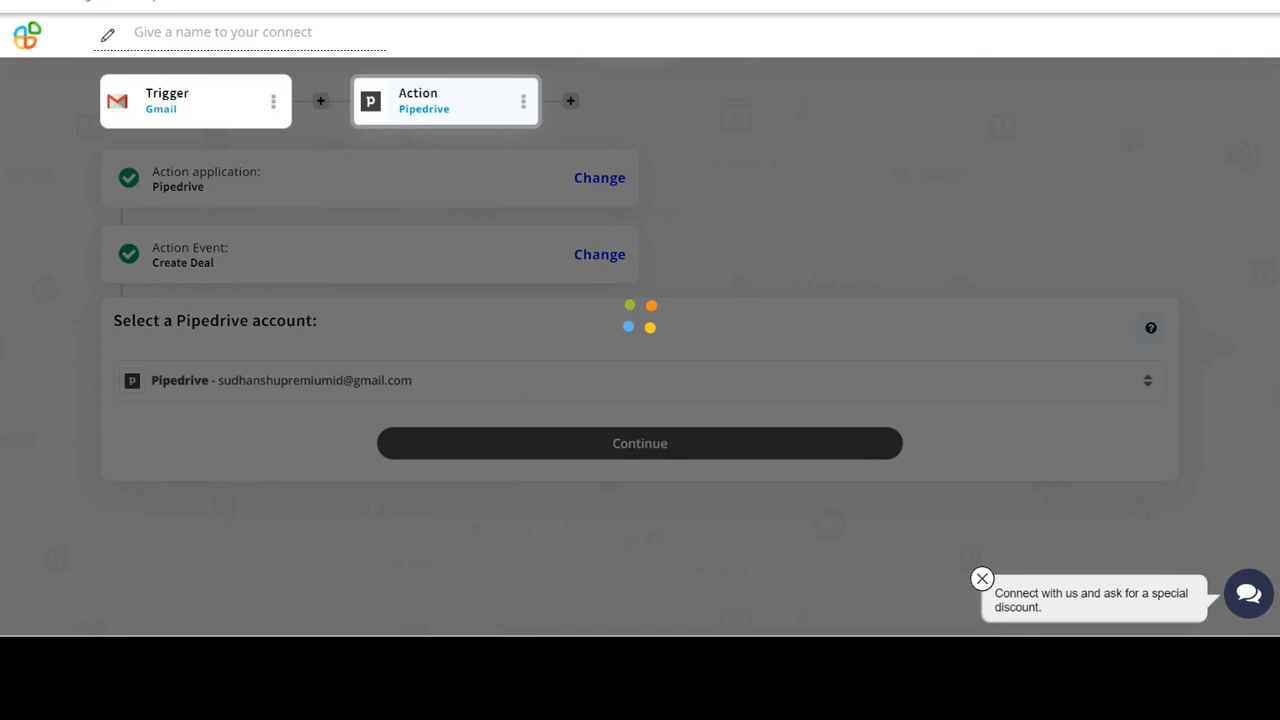 Give a name to your connect
Trigger
Gmail
Action
Pipedrive
Action application:
Pipedrive
Change
Action Event:
Create Deal
Change
Select a Pipedrive account:
Pipedrive - sudhanshupremiumid@gmail.com
Continue
Connect with us and ask for a special
discount.